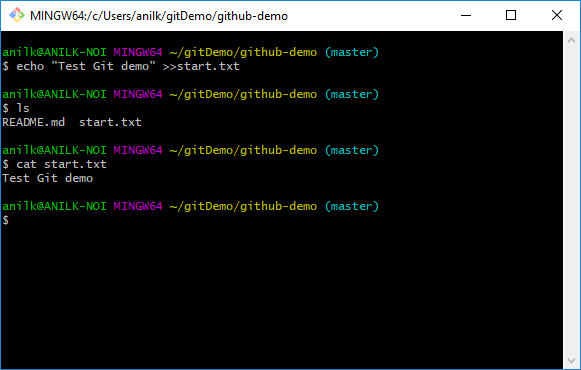 MINGW64:/c/Users/anilk/gitDemo/github-demo
anilk@ANILK-NOI MINGW64 ~/gitDemo/github-demo (master)
$ echo "Test Git demo" >>start.txt
anilk@ANILK-NOI MINGW64 ~/gitDemo/github-demo (master)
$ ls
README.md  start.txt
anilk@ANILK-NOI MINGW64 ~/gitDemo/github-demo (master)
$ cat start.txt
Test Git demo
anilk@ANILK-NOI MINGW64 ~/gitDemo/github-demo (master)
$